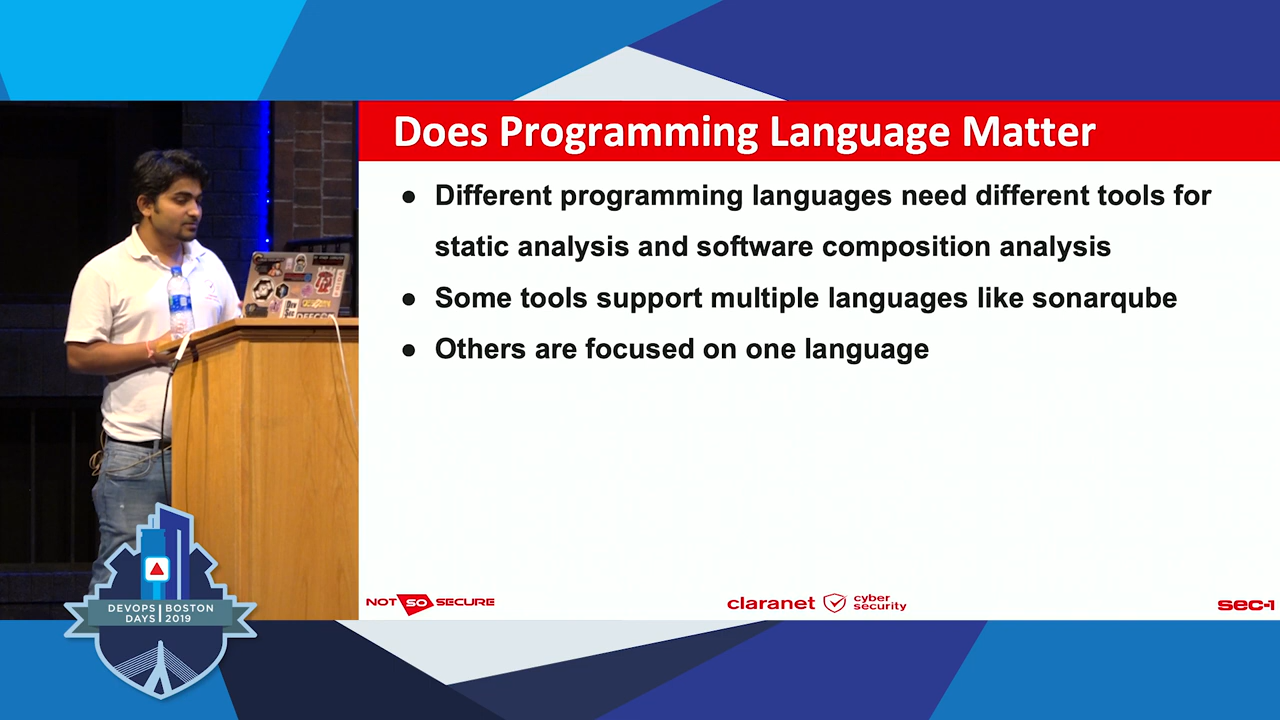 Does Programming Language Matter
● Different programming languages need different tools for
static analysis and software composition analysis
● Some tools support multiple languages like sonarqube
● Others are focused on one language
NOT SO SECURE
claranet cyber
security
sec-1
DEVOPS BOSTON
DAYS 2019